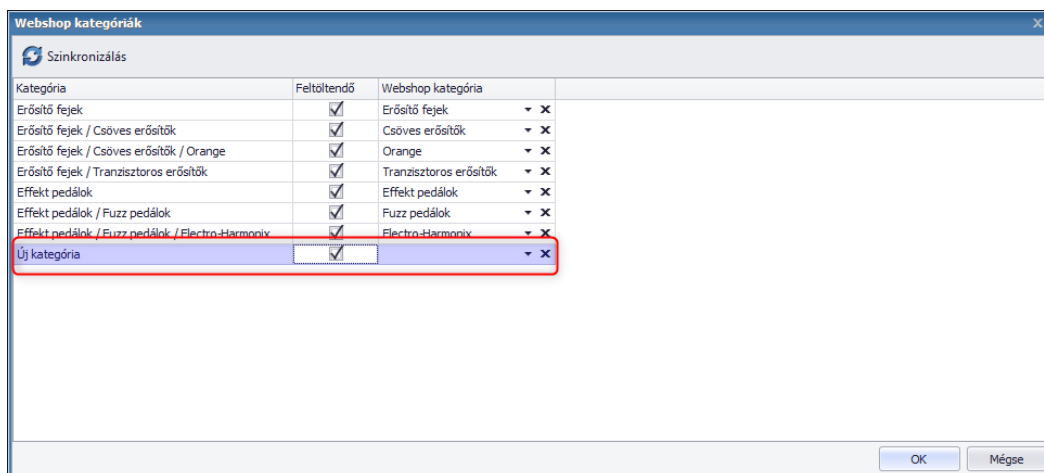 Webshop kategóriák
Szinkronizálás
Kategória Feltöltendő Webshop kategória
Erősítő fejek Erősítő fejek
Erősítő fejek / Csöves erősítők Csöves erősítők
Erősítő fejek / Csöves erősítők / Orange Orange
Erősítő fejek / Tranzisztoros erősítők Tranzisztoros erősítők
Effekt pedálok Effekt pedálok
Effekt pedálok / Fuzz pedálok Fuzz pedálok
Effekt pedálok / Fuzz pedálok / Electro-Harmonix Electro-Harmonix
Új kategória
OK Mégse